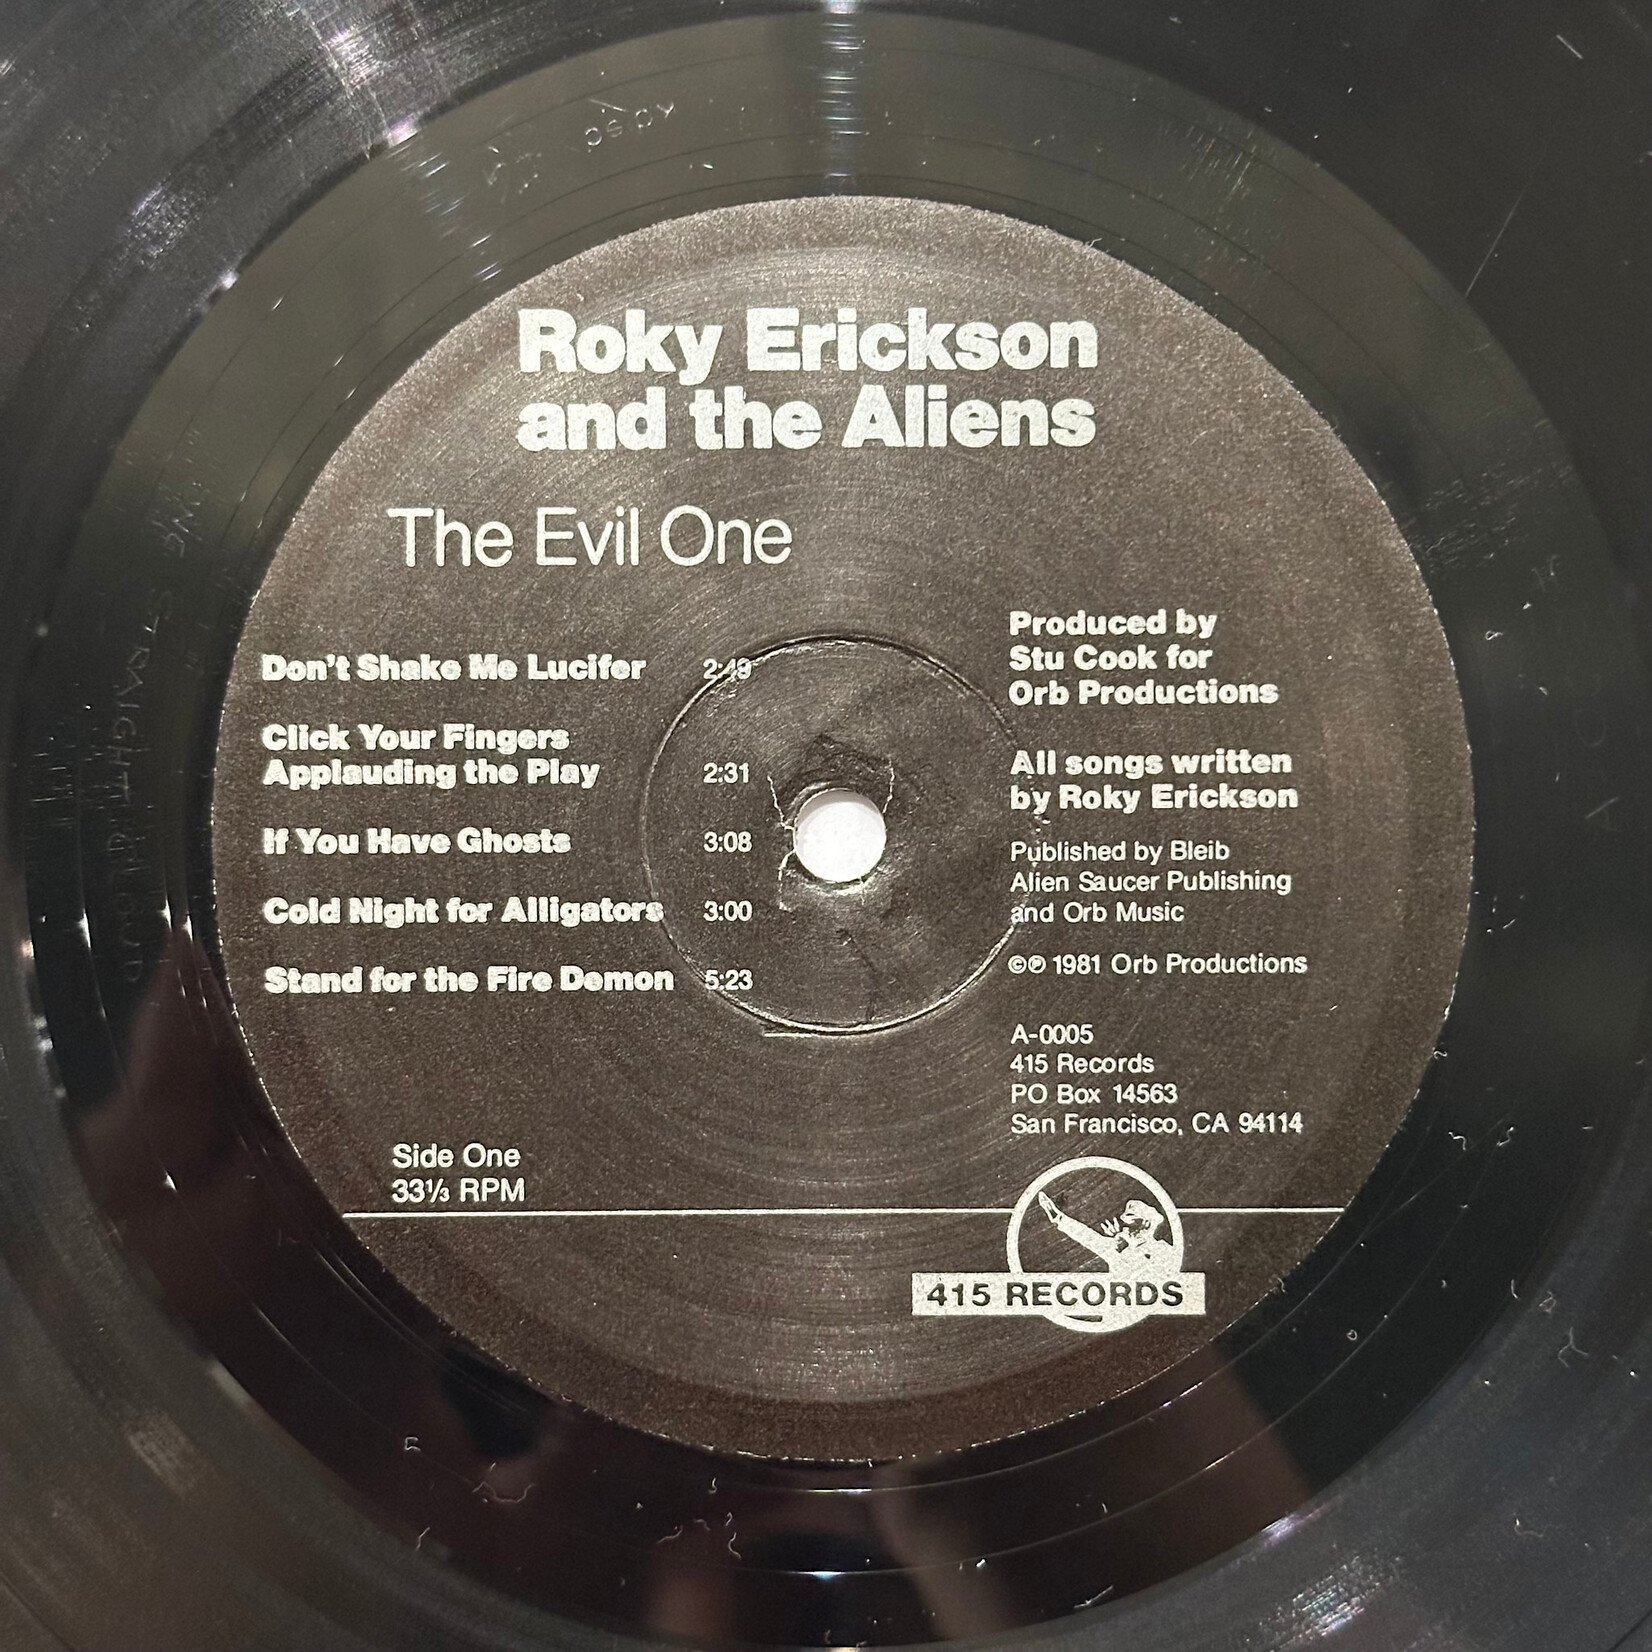 Roky Erickson
and the Aliens
The Evil One
Don't Shake Me Lucifer 2:49
Click Your Fingers
Applauding the Play 2:31
If You Have Ghosts 3:08
Cold Night for Alligators 3:00
Stand for the Fire Demon 5:23
Produced by
Stu Cook for
Orb Productions
All songs written
by Roky Erickson
Published by Bleib
Alien Saucer Publishing
and Orb Music
©℗ 1981 Orb Productions
A-0005
415 Records
PO Box 14563
San Francisco, CA 94114
Side One
33⅓ RPM
415 RECORDS